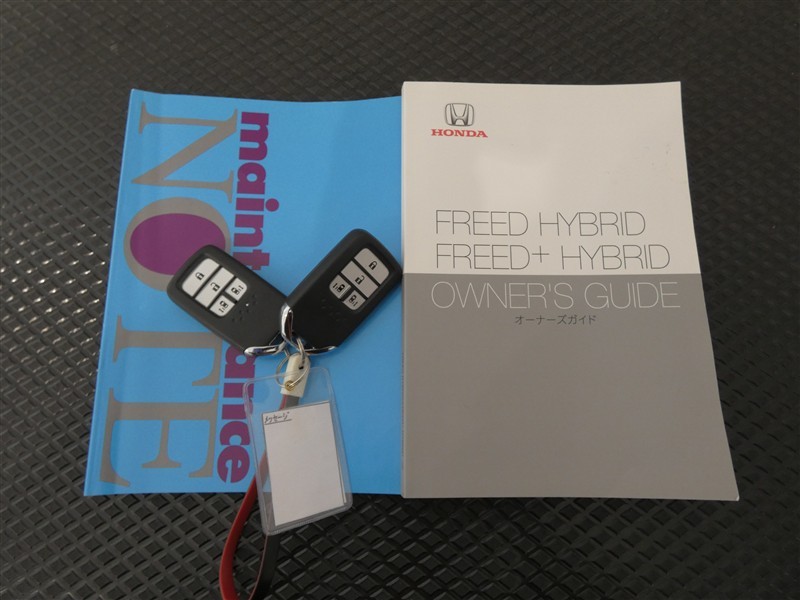 maintenance
NOTE
HONDA
FREED HYBRID
FREED+ HYBRID
OWNER'S GUIDE
オーナーズガイド